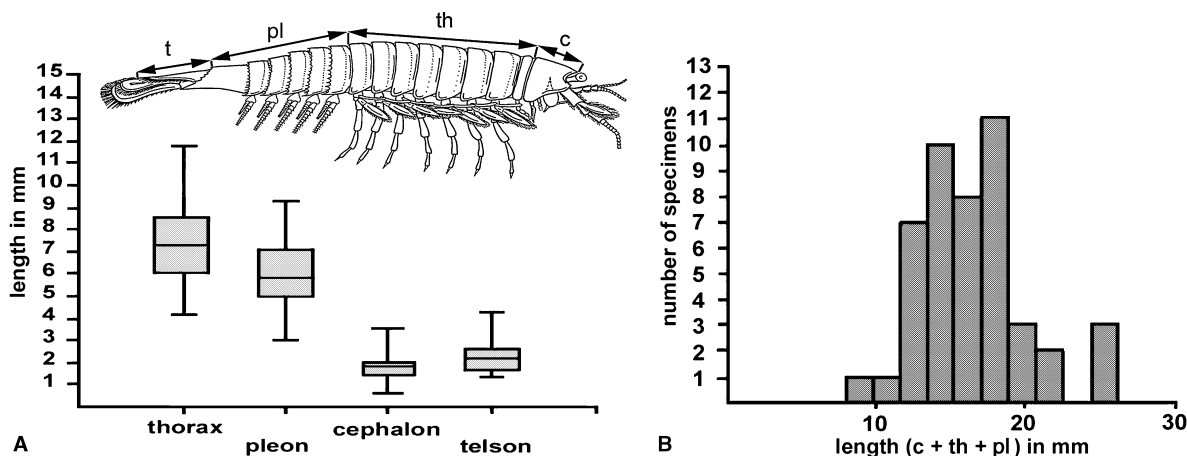 t
pl
th
c
15
14
13
12
11
10
9
8
7
6
5
4
3
2
1
length in mm
thorax
pleon
cephalon
telson
A
13
12
11
10
9
8
7
6
5
4
3
2
1
number of specimens
10
20
30
length (c + th + pl ) in mm
B